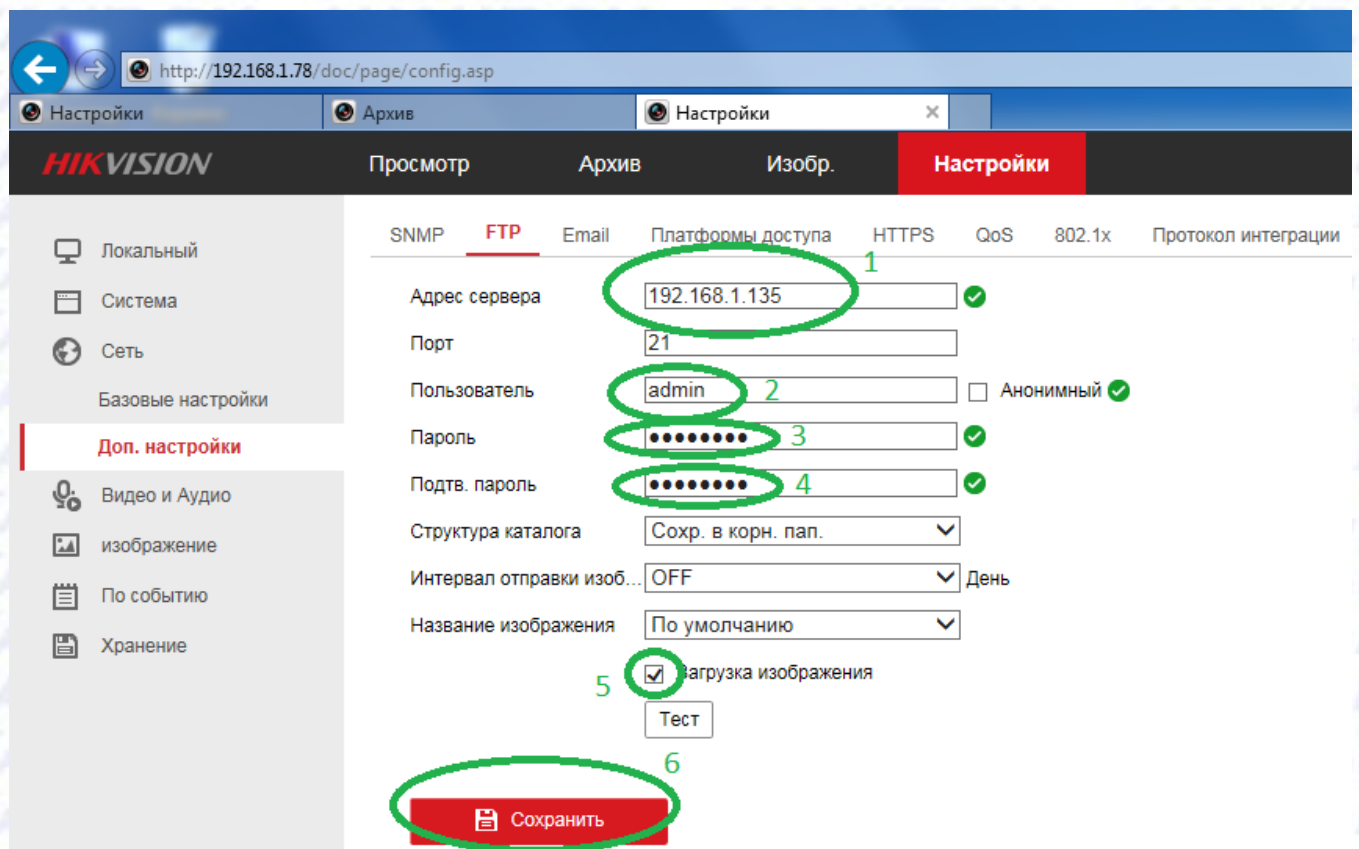 http://192.168.1.78/doc/page/config.asp
Настройки Архив Настройки
HIKVISION Просмотр Архив Изобр. Настройки
SNMP FTP Email Платформы доступа HTTPS QoS 802.1x Протокол интеграции
1
Локальный
Система
Сеть
Базовые настройки
Доп. настройки
Видео и Аудио
изображение
По событию
Хранение
Адрес сервера 192.168.1.135
Порт 21
Пользователь admin 2 Анонимный
Пароль •••••••• 3
Подтв. пароль •••••••• 4
Структура каталога Сохр. в корн. пап.
Интервал отправки изоб... OFF День
Название изображения По умолчанию
5 Загрузка изображения
Тест
6
Сохранить